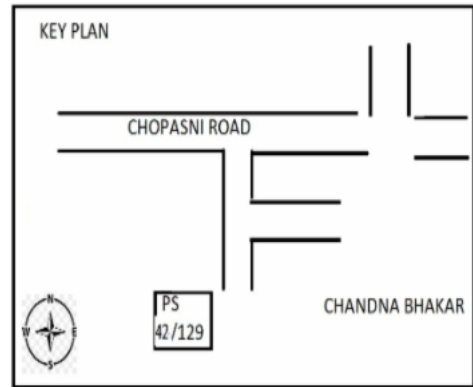 KEY PLAN
CHOPASNI ROAD
N
W E
S
PS
42/129
CHANDNA BHAKAR